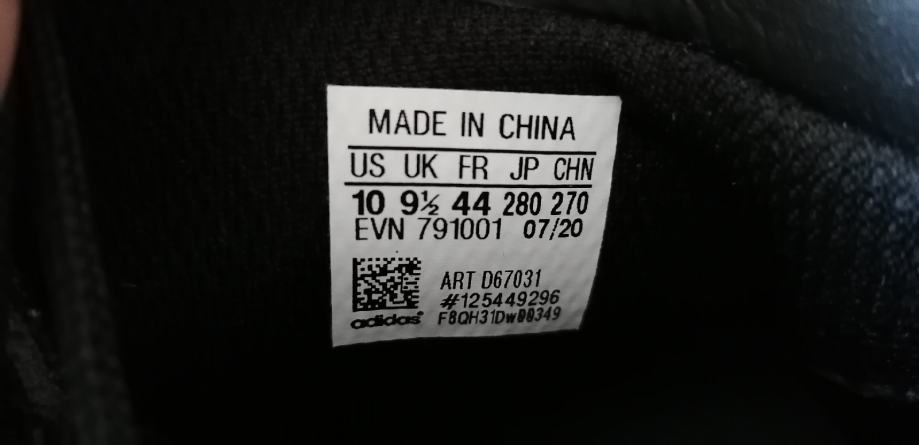 MADE IN CHINA
US UK FR JP CHN
10 9½ 44 280 270
EVN 791001 07/20
ART D67031
#125449296
adidas